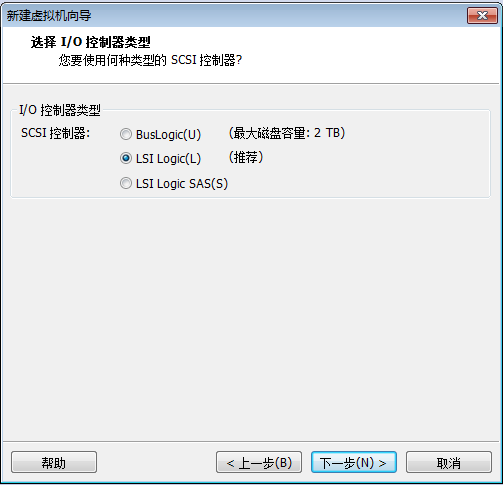 新建虚拟机向导
选择 I/O 控制器类型
您要使用何种类型的 SCSI 控制器?
I/O 控制器类型
SCSI 控制器: BusLogic(U) (最大磁盘容量: 2 TB)
LSI Logic(L) (推荐)
LSI Logic SAS(S)
帮助 < 上一步(B) 下一步(N) > 取消